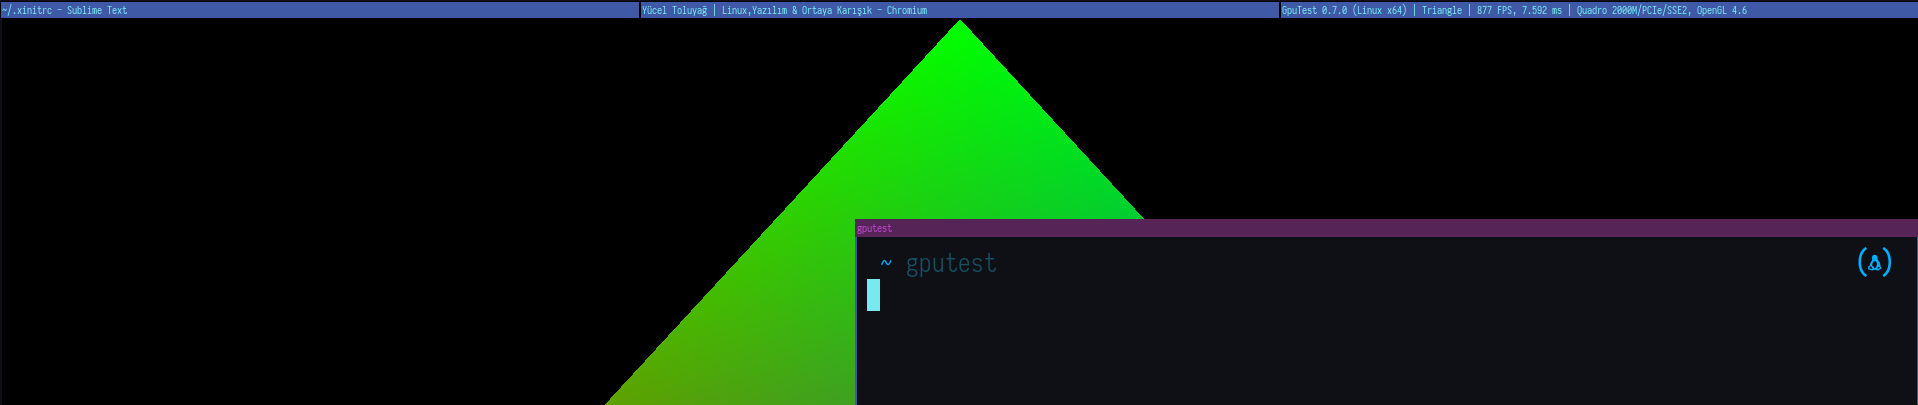 ~/.xinitrc - Sublime Text
Yücel Toluyağ | Linux,Yazılım & Ortaya Karışık - Chromium
GpuTest 0.7.0 (Linux x64) | Triangle | 877 FPS, 7.592 ms | Quadro 2000M/PCIe/SSE2, OpenGL 4.6
gputest
~ gputest